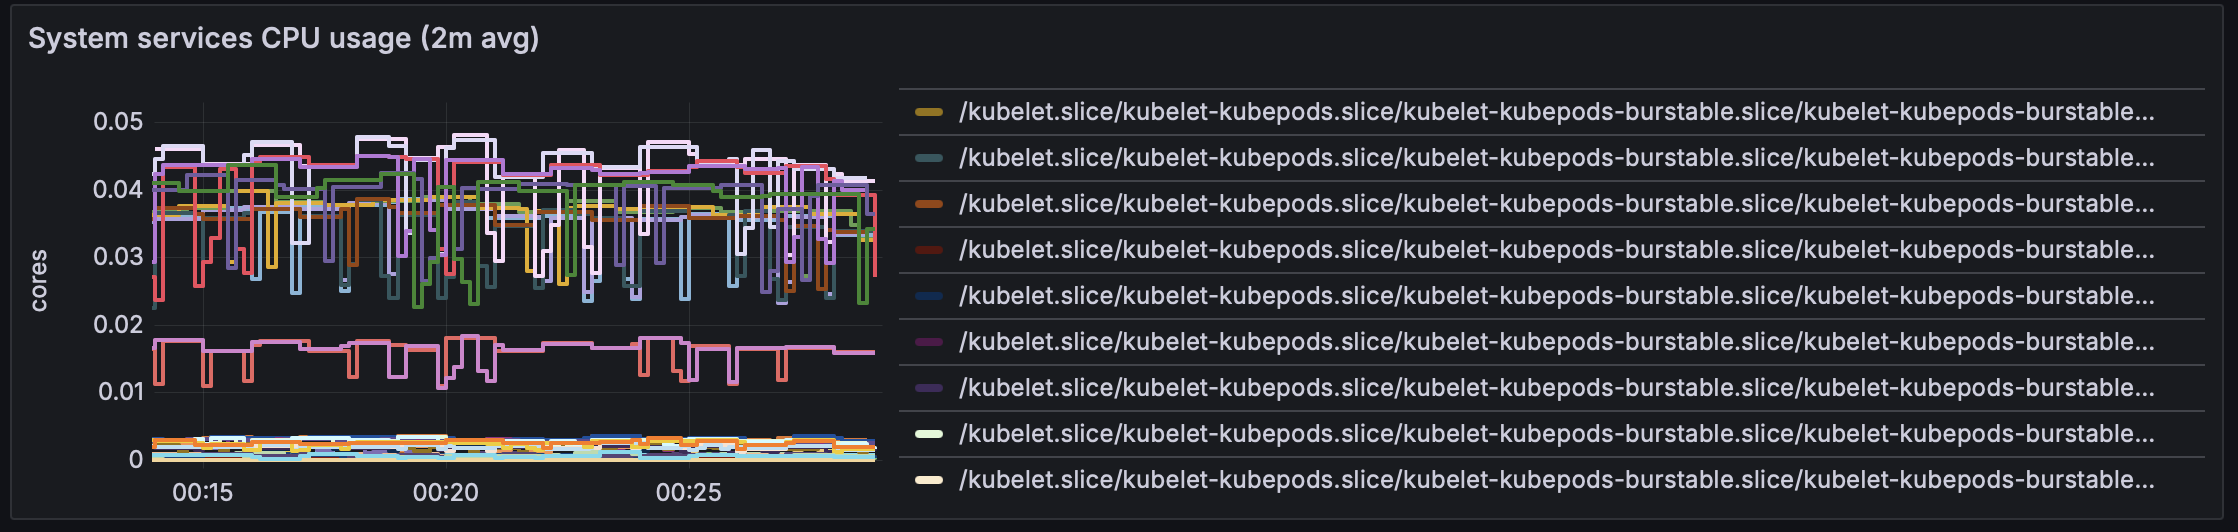 System services CPU usage (2m avg)
cores
0.05
0.04
0.03
0.02
0.01
0
00:15
00:20
00:25
/kubelet.slice/kubelet-kubepods.slice/kubelet-kubepods-burstable.slice/kubelet-kubepods-burstable...
/kubelet.slice/kubelet-kubepods.slice/kubelet-kubepods-burstable.slice/kubelet-kubepods-burstable...
/kubelet.slice/kubelet-kubepods.slice/kubelet-kubepods-burstable.slice/kubelet-kubepods-burstable...
/kubelet.slice/kubelet-kubepods.slice/kubelet-kubepods-burstable.slice/kubelet-kubepods-burstable...
/kubelet.slice/kubelet-kubepods.slice/kubelet-kubepods-burstable.slice/kubelet-kubepods-burstable...
/kubelet.slice/kubelet-kubepods.slice/kubelet-kubepods-burstable.slice/kubelet-kubepods-burstable...
/kubelet.slice/kubelet-kubepods.slice/kubelet-kubepods-burstable.slice/kubelet-kubepods-burstable...
/kubelet.slice/kubelet-kubepods.slice/kubelet-kubepods-burstable.slice/kubelet-kubepods-burstable...
/kubelet.slice/kubelet-kubepods.slice/kubelet-kubepods-burstable.slice/kubelet-kubepods-burstable...